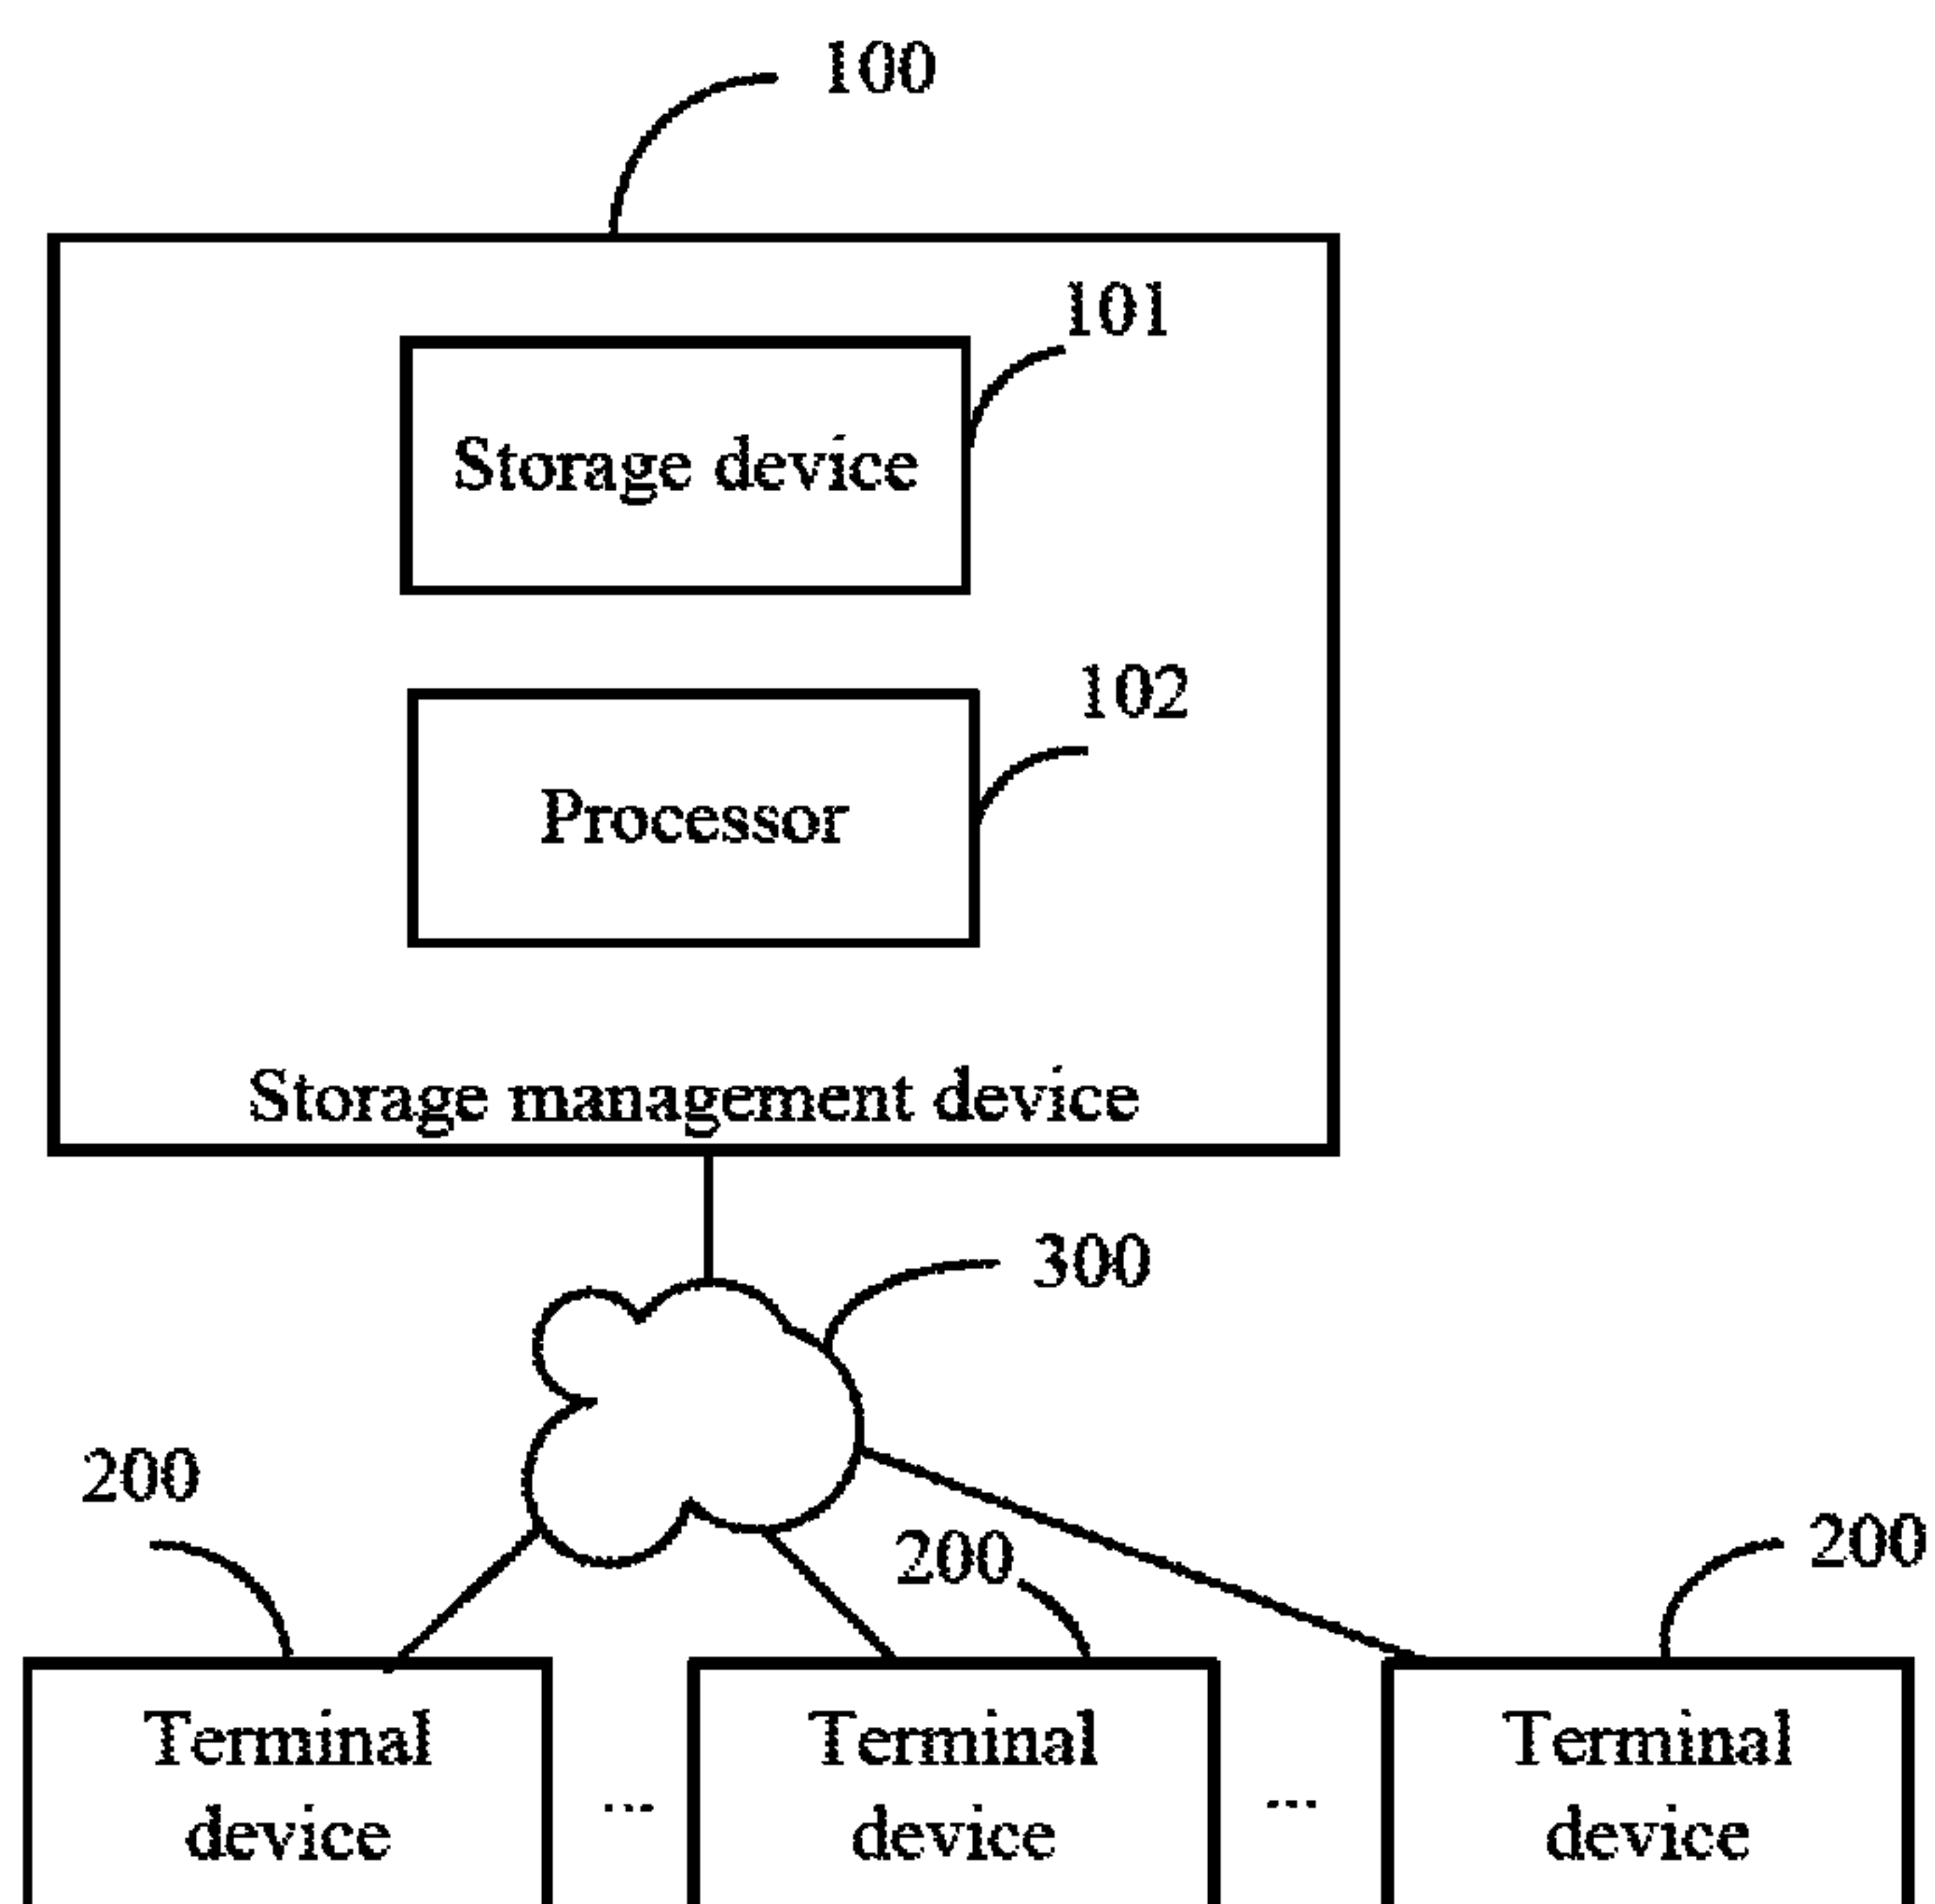 100
101
Storage device
102
Processor
Storage management device
300
200
200
200
Terminal
device
...
Terminal
device
...
Terminal
device